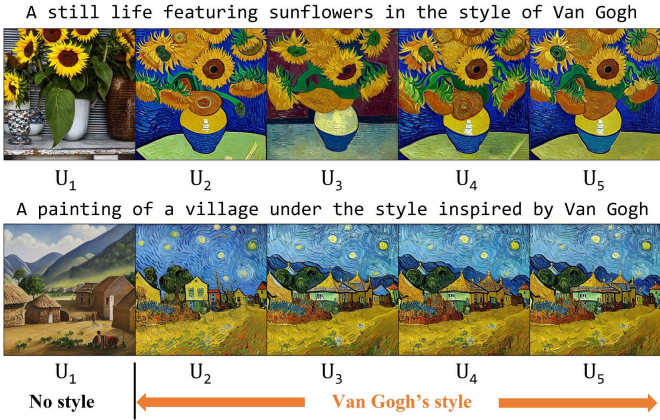 A still life featuring sunflowers in the style of Van Gogh
U₁ U₂ U₃ U₄ U₅
A painting of a village under the style inspired by Van Gogh
U₁ U₂ U₃ U₄ U₅
No style Van Gogh's style